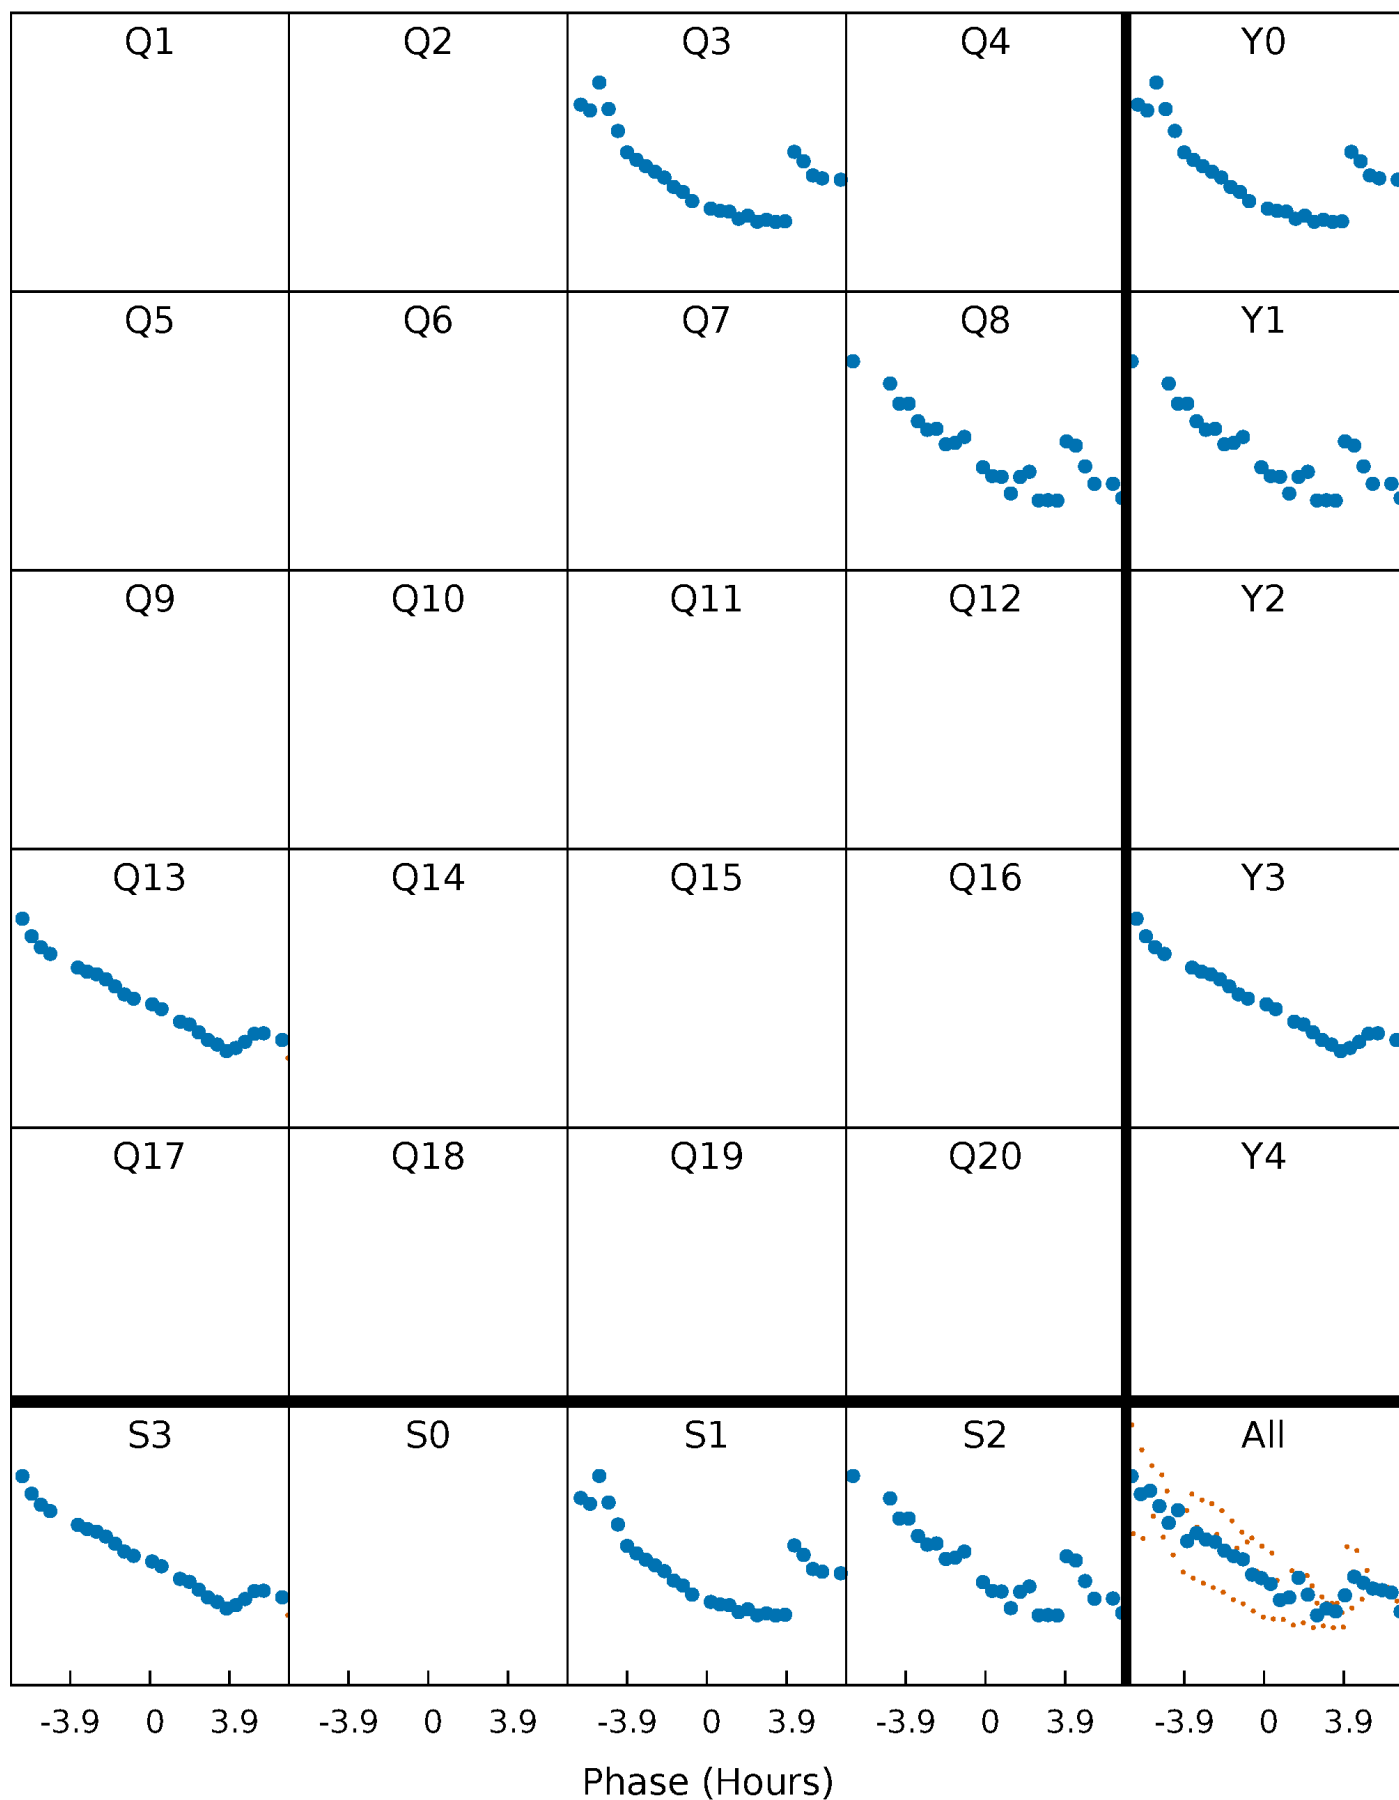 Q1 Q2 Q3 Q4 Y0
Q5 Q6 Q7 Q8 Y1
Q9 Q10 Q11 Q12 Y2
Q13 Q14 Q15 Q16 Y3
Q17 Q18 Q19 Q20 Y4
S3 S0 S1 S2 All
-3.9 0 3.9 -3.9 0 3.9 -3.9 0 3.9 -3.9 0 3.9 -3.9 0 3.9
Phase (Hours)